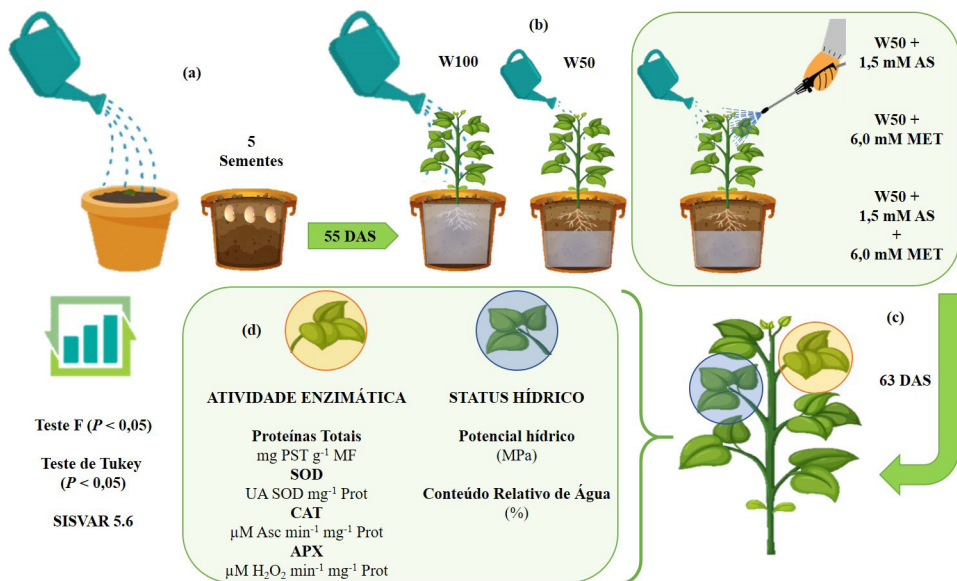 (a)
5
Sementes
55 DAS
(b)
W100
W50
W50 +
1,5 mM AS
W50 +
6,0 mM MET
W50 +
1,5 mM AS
+
6,0 mM MET
(c)
63 DAS
(d)
ATIVIDADE ENZIMÁTICA
Proteínas Totais
mg PST g⁻¹ MF
SOD
UA SOD mg⁻¹ Prot
CAT
µM Asc min⁻¹ mg⁻¹ Prot
APX
µM H₂O₂ min⁻¹ mg⁻¹ Prot
STATUS HÍDRICO
Potencial hídrico
(MPa)
Conteúdo Relativo de Água
(%)
Teste F (P < 0,05)
Teste de Tukey
(P < 0,05)
SISVAR 5.6